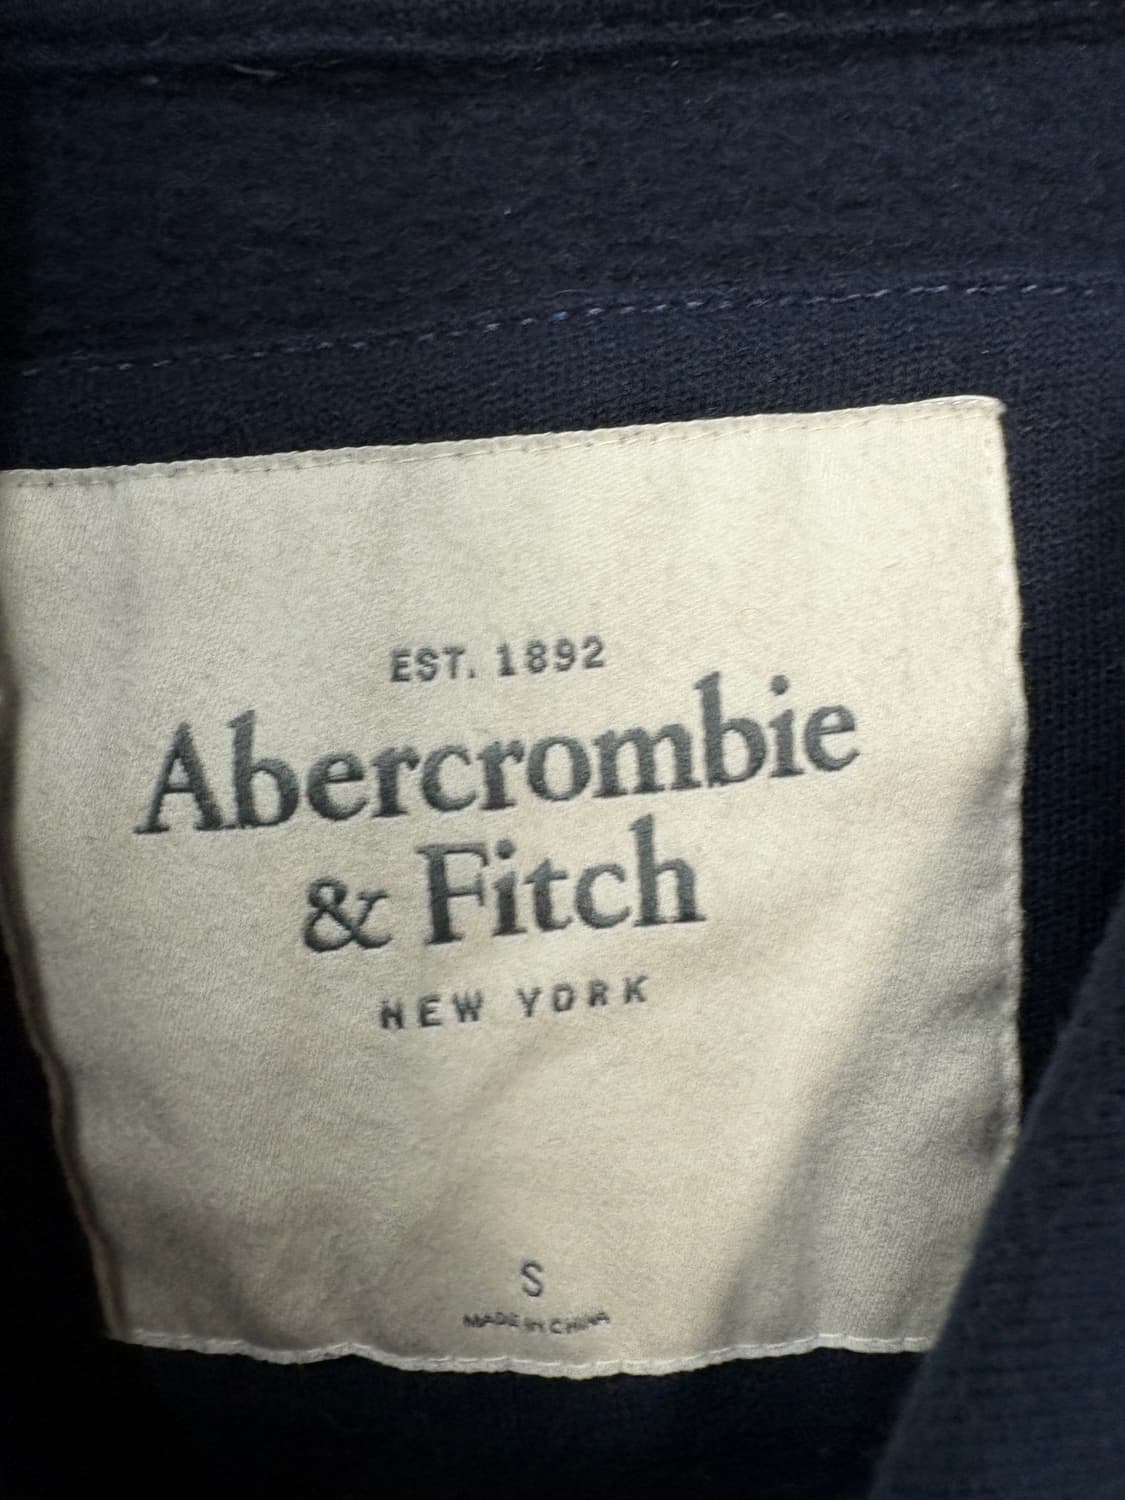 EST. 1892
Abercrombie
& Fitch
NEW YORK
S
MADE IN CHINA